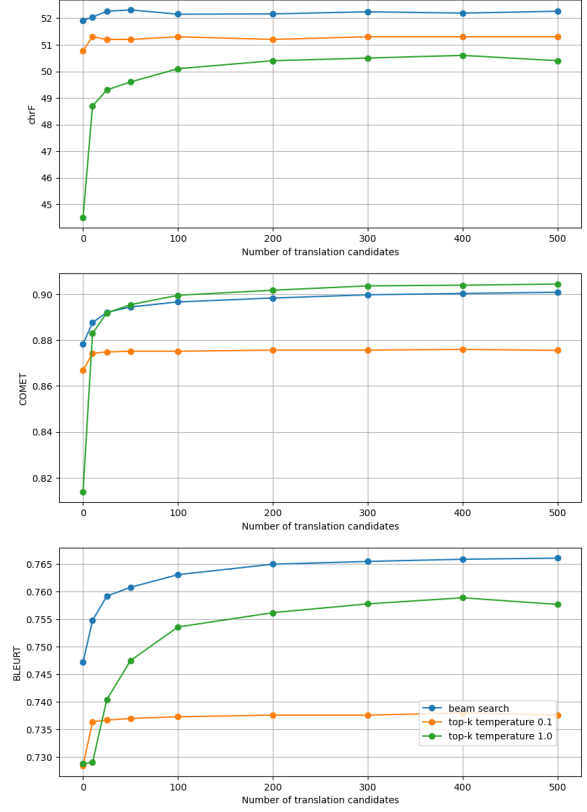 52
51
50
49
48
47
46
45
chrF
0 100 200 300 400 500
Number of translation candidates
0.90
0.88
0.86
0.84
0.82
COMET
0 100 200 300 400 500
Number of translation candidates
0.765
0.760
0.755
0.750
0.745
0.740
0.735
0.730
BLEURT
beam search
top-k temperature 0.1
top-k temperature 1.0
0 100 200 300 400 500
Number of translation candidates